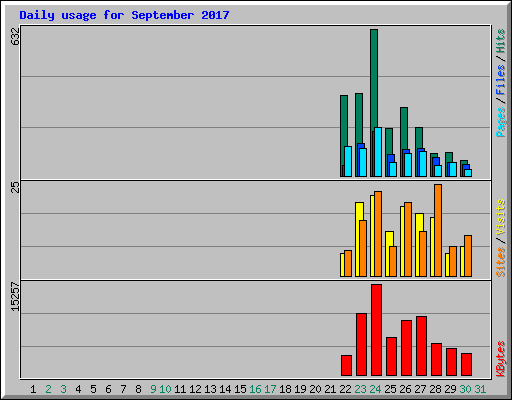 Daily usage for September 2017
632
Pages / Files / Hits
25
Sites / Visits
15257
KBytes
1 2 3 4 5 6 7 8 9 10 11 12 13 14 15 16 17 18 19 20 21 22 23 24 25 26 27 28 29 30 31